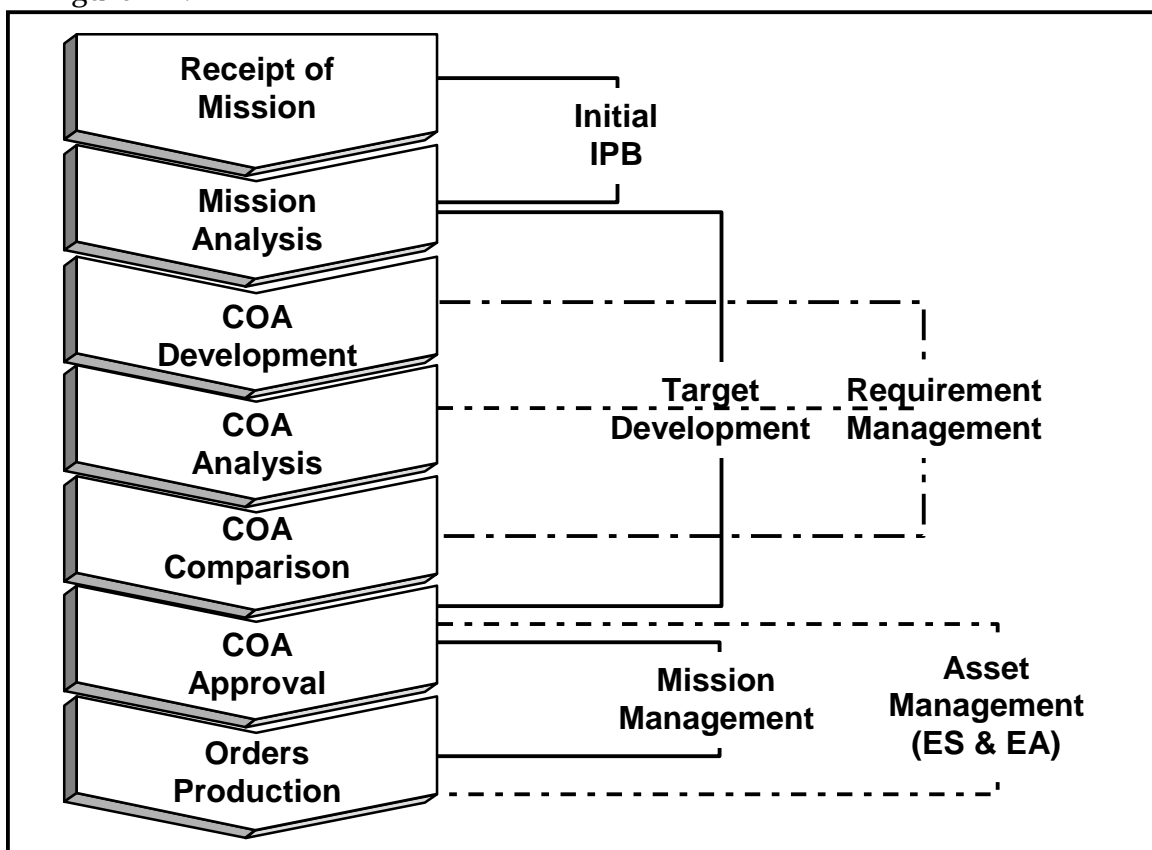 Receipt of
Mission
Initial
IPB
Mission
Analysis
COA
Development
Target
Development
Requirement
Management
COA
Analysis
COA
Comparison
COA
Approval
Mission
Management
Asset
Management
(ES & EA)
Orders
Production